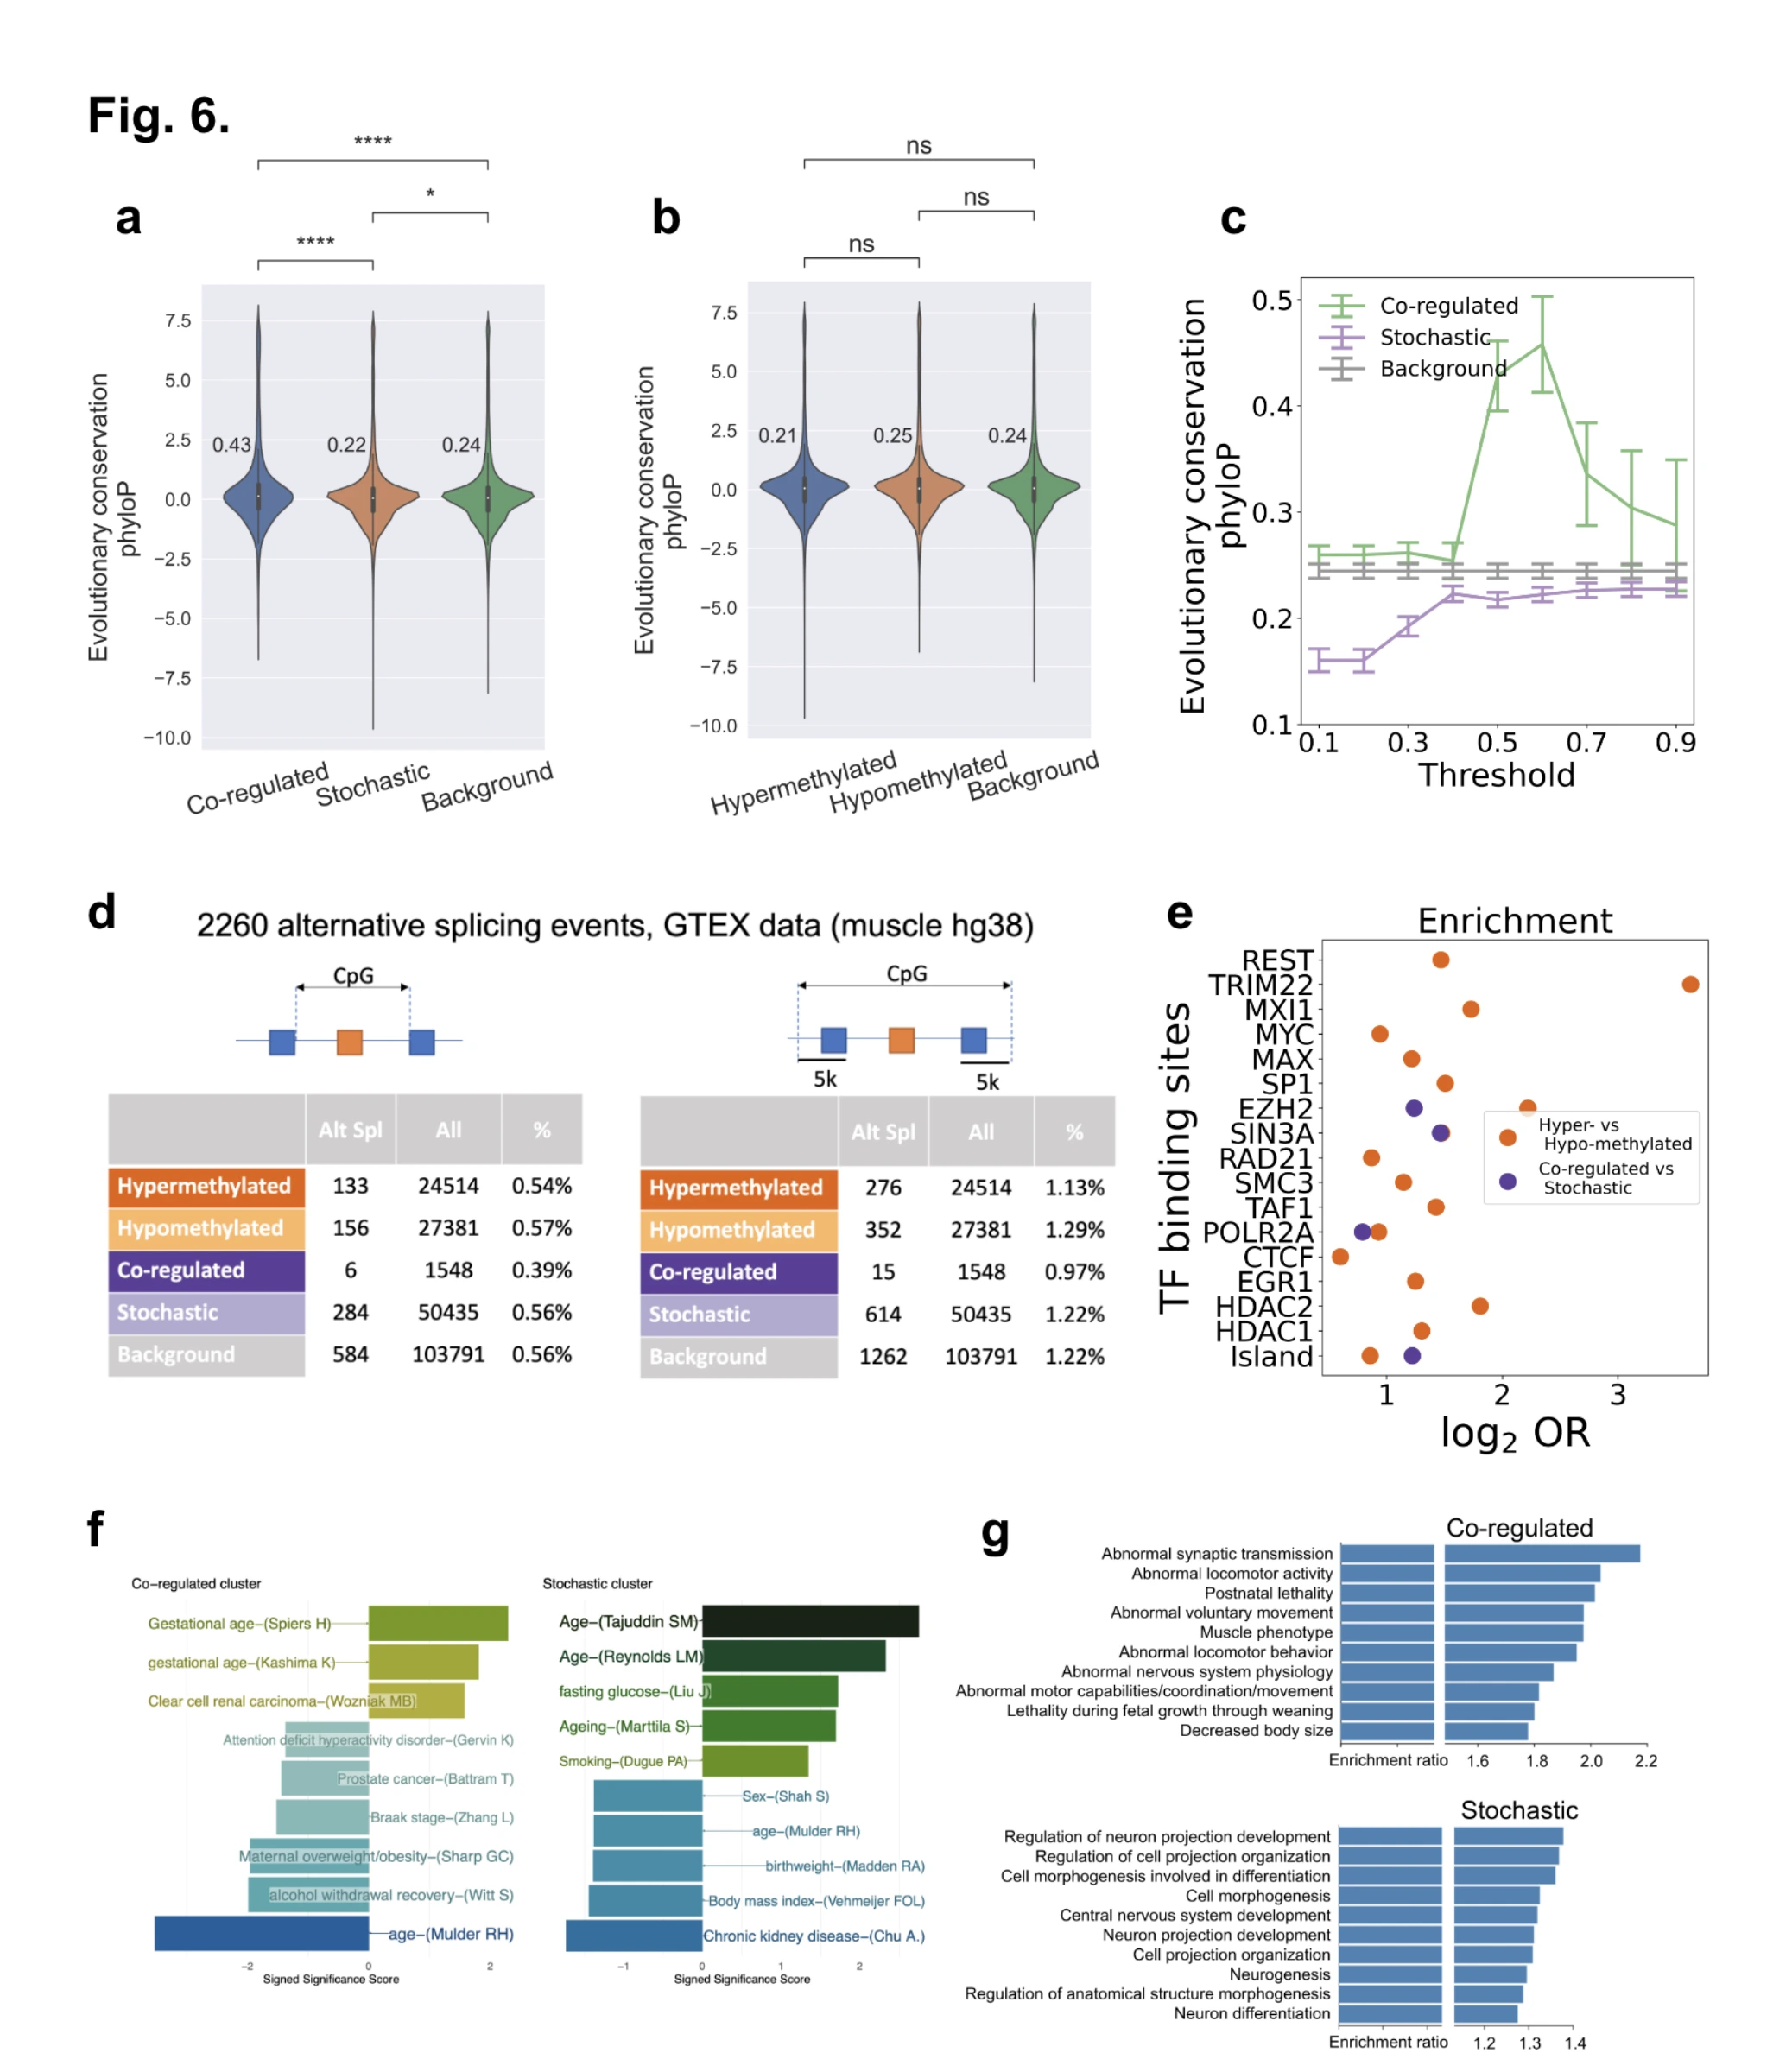 Fig. 6.
a
****
*
****
Evolutionary conservation
phyloP
7.5
5.0
2.5
0.0
−2.5
−5.0
−7.5
−10.0
0.43
0.22
0.24
Co-regulated
Stochastic
Background
b
ns
ns
ns
Evolutionary conservation
phyloP
7.5
5.0
2.5
0.0
−2.5
−5.0
−7.5
−10.0
0.21
0.25
0.24
Hypermethylated
Hypomethylated
Background
c
Evolutionary conservation
phyloP
0.5
0.4
0.3
0.2
0.1
Co-regulated
Stochastic
Background
0.1 0.3 0.5 0.7 0.9
Threshold
d
2260 alternative splicing events, GTEX data (muscle hg38)
CpG
Alt Spl All %
Hypermethylated 133 24514 0.54%
Hypomethylated 156 27381 0.57%
Co-regulated 6 1548 0.39%
Stochastic 284 50435 0.56%
Background 584 103791 0.56%
CpG
5k 5k
Alt Spl All %
Hypermethylated 276 24514 1.13%
Hypomethylated 352 27381 1.29%
Co-regulated 15 1548 0.97%
Stochastic 614 50435 1.22%
Background 1262 103791 1.22%
e
Enrichment
TF binding sites
REST
TRIM22
MXI1
MYC
MAX
SP1
EZH2
SIN3A
RAD21
SMC3
TAF1
POLR2A
CTCF
EGR1
HDAC2
HDAC1
Island
Hyper- vs
Hypo-methylated
Co-regulated vs
Stochastic
1 2 3
log2 OR
f
Co−regulated cluster
Gestational age−(Spiers H)
gestational age−(Kashima K)
Clear cell renal carcinoma−(Wozniak MB)
Attention deficit hyperactivity disorder−(Gervin K)
Prostate cancer−(Battram T)
Braak stage−(Zhang L)
Maternal overweight/obesity−(Sharp GC)
alcohol withdrawal recovery−(Witt S)
age−(Mulder RH)
−2 0 2
Signed Significance Score
Stochastic cluster
Age−(Tajuddin SM)
Age−(Reynolds LM)
fasting glucose−(Liu J)
Ageing−(Marttila S)
Smoking−(Dugue PA)
Sex−(Shah S)
age−(Mulder RH)
birthweight−(Madden RA)
Body mass index−(Vehmeijer FOL)
Chronic kidney disease−(Chu A.)
−1 0 1 2
Signed Significance Score
g
Co-regulated
Abnormal synaptic transmission
Abnormal locomotor activity
Postnatal lethality
Abnormal voluntary movement
Muscle phenotype
Abnormal locomotor behavior
Abnormal nervous system physiology
Abnormal motor capabilities/coordination/movement
Lethality during fetal growth through weaning
Decreased body size
Enrichment ratio 1.6 1.8 2.0 2.2
Stochastic
Regulation of neuron projection development
Regulation of cell projection organization
Cell morphogenesis involved in differentiation
Cell morphogenesis
Central nervous system development
Neuron projection development
Cell projection organization
Neurogenesis
Regulation of anatomical structure morphogenesis
Neuron differentiation
Enrichment ratio 1.2 1.3 1.4